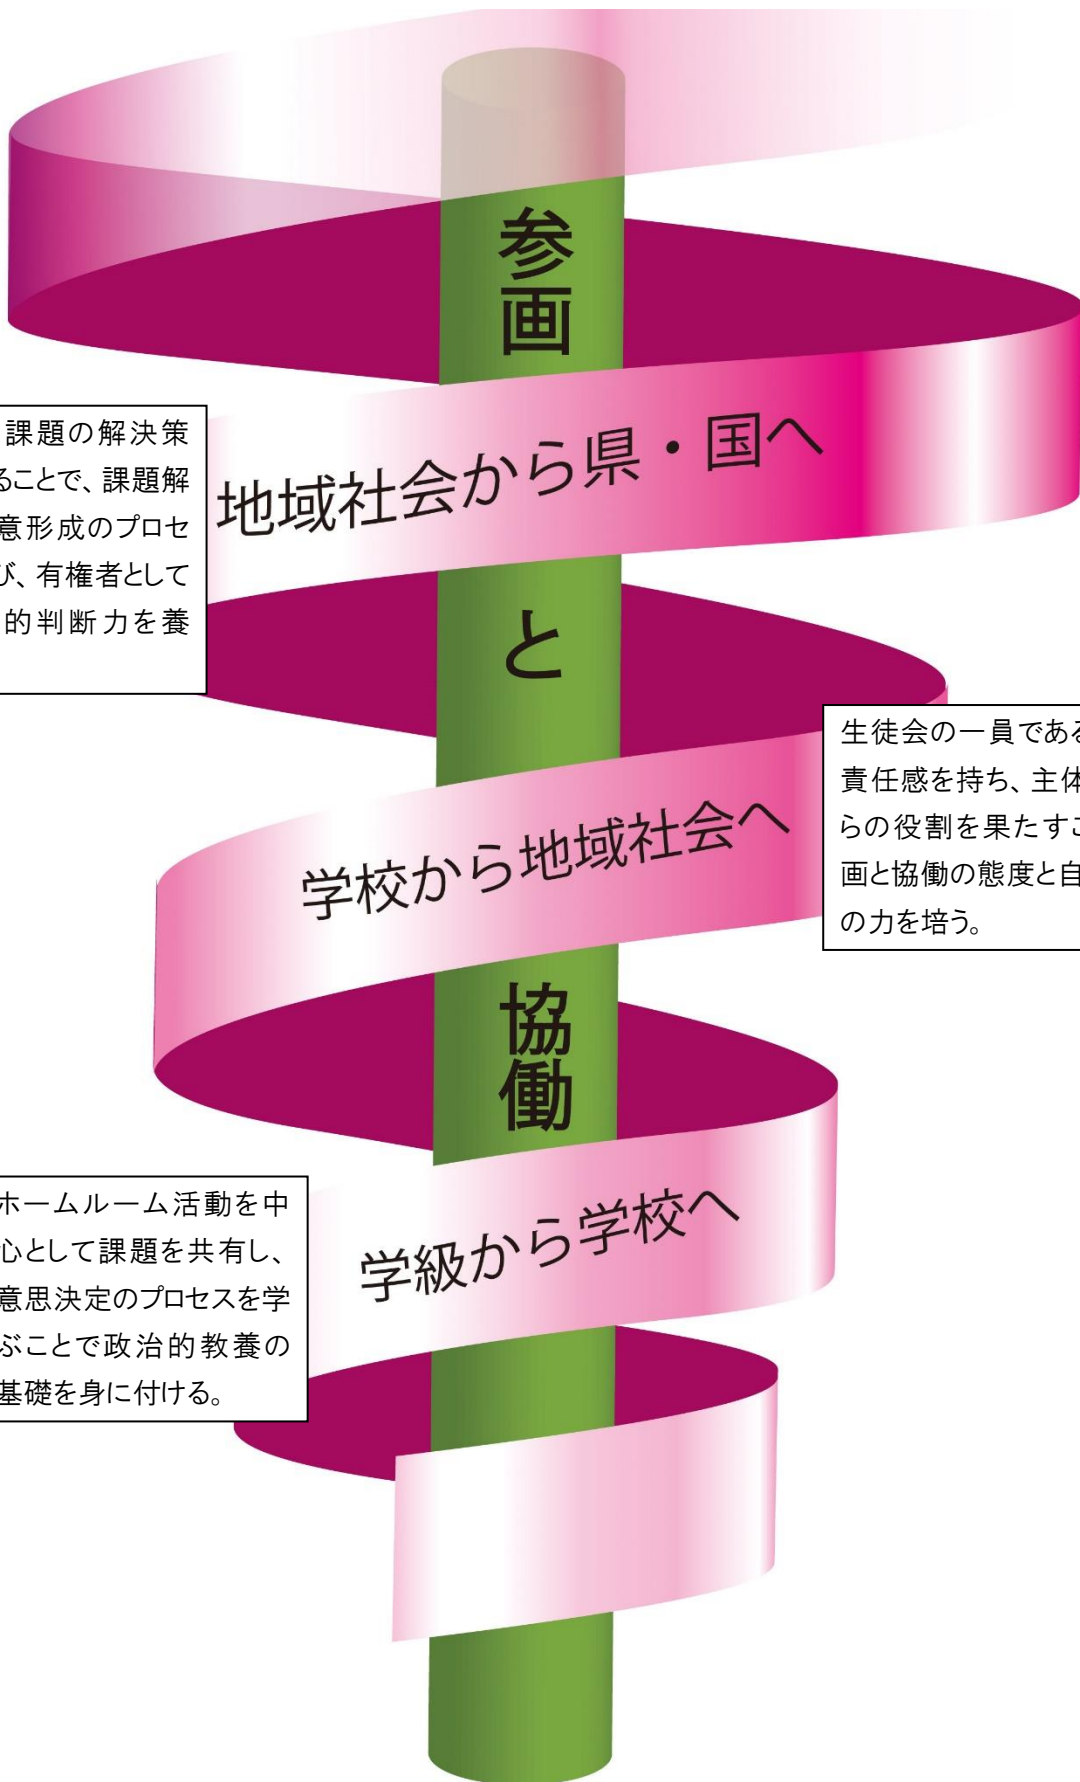 参画
と
協働
地域社会から県・国へ
課題の解決策
ることで、課題解
意形成のプロセ
び、有権者として
的判断力を養
学校から地域社会へ
生徒会の一員である
責任感を持ち、主体
らの役割を果たすこ
画と協働の態度と自
の力を培う。
学級から学校へ
ホームルーム活動を中
心として課題を共有し、
意思決定のプロセスを学
ぶことで政治的教養の
基礎を身に付ける。